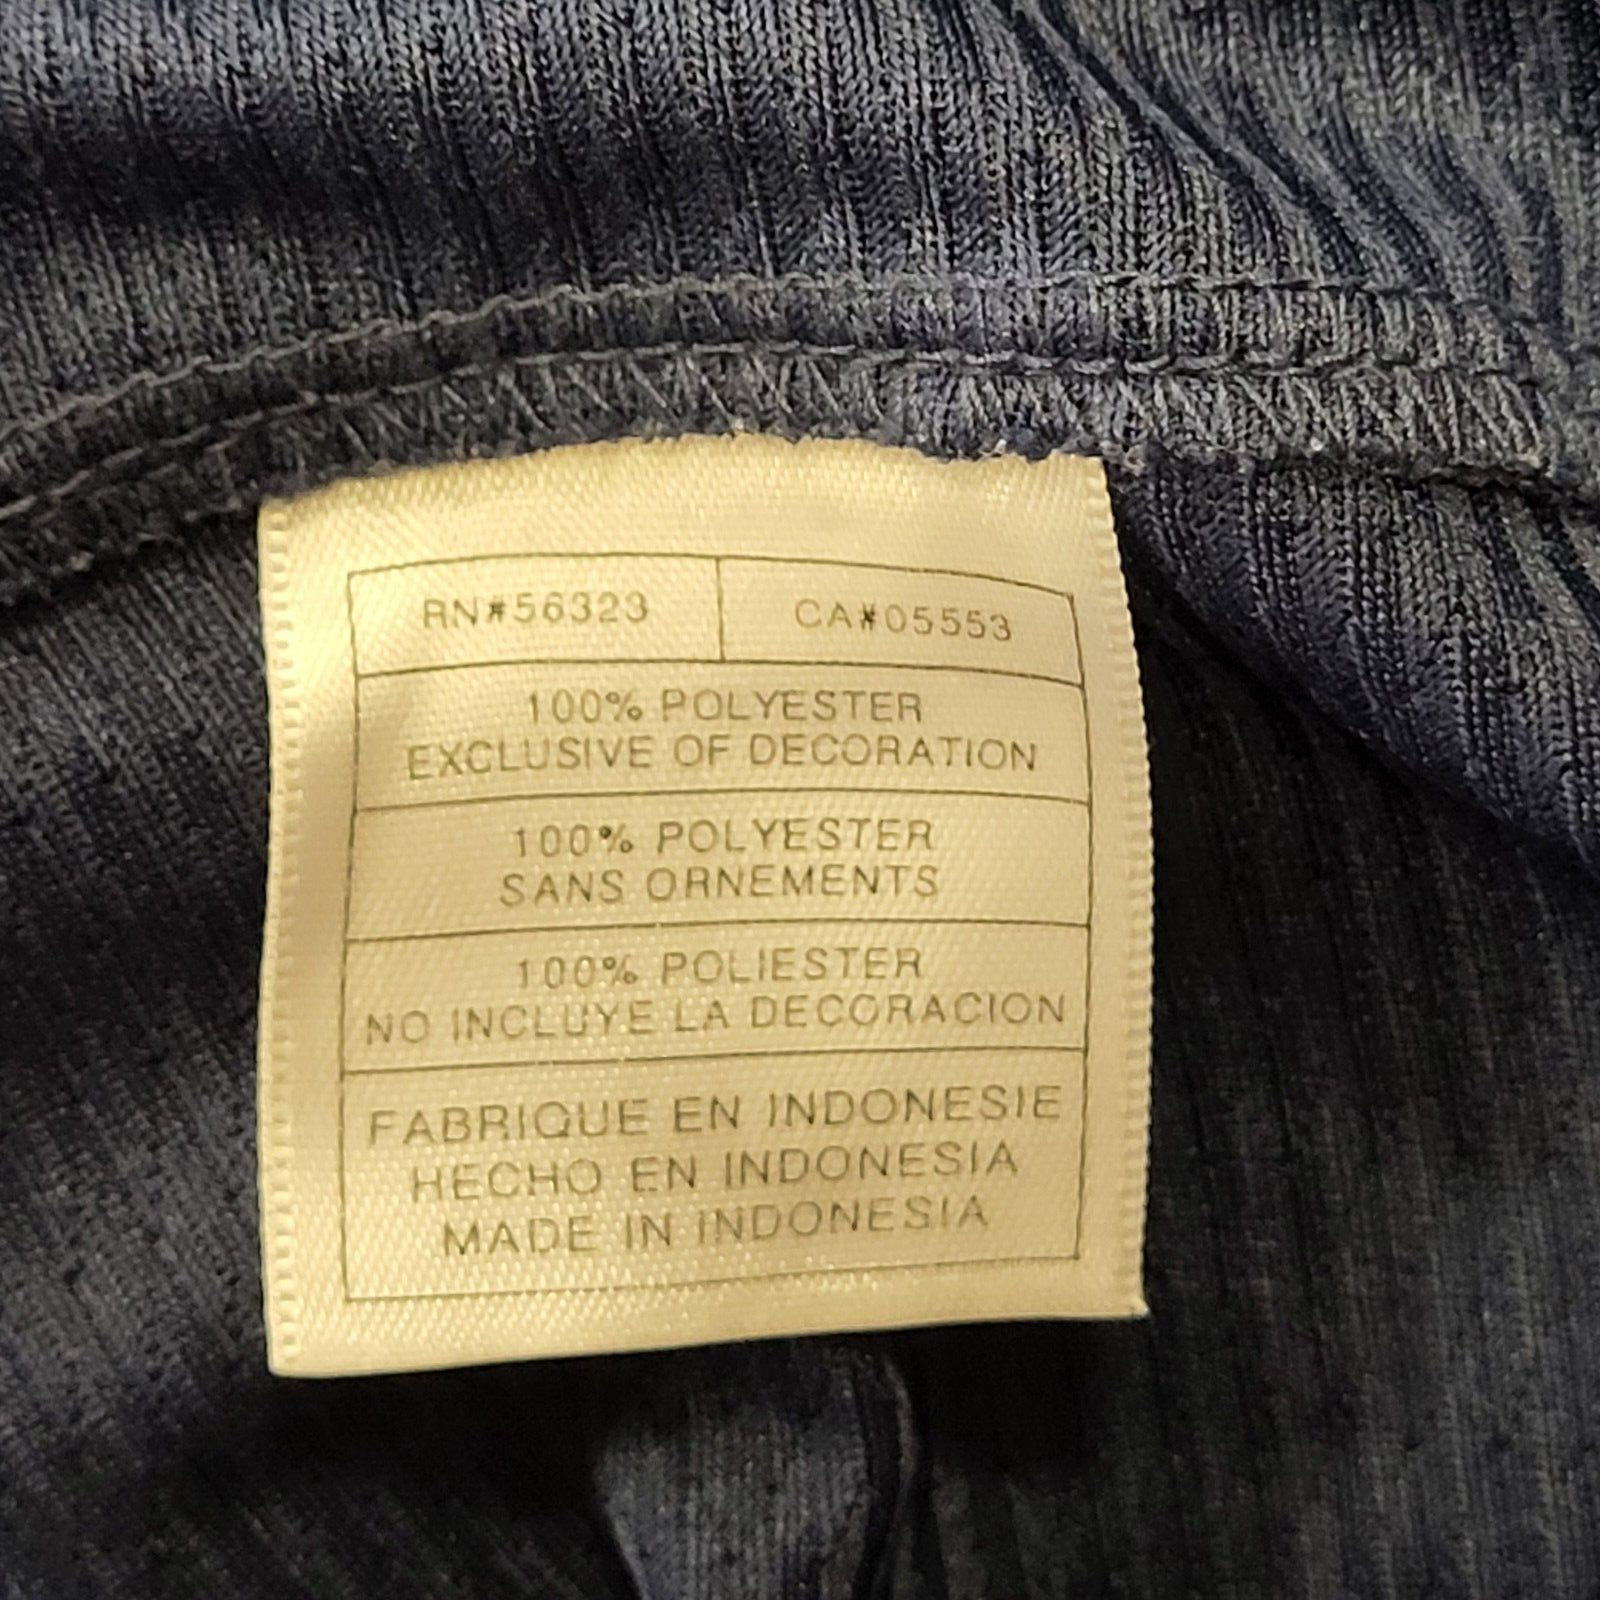 RN#56323 CA#05553
100% POLYESTER
EXCLUSIVE OF DECORATION
100% POLYESTER
SANS ORNEMENTS
100% POLIESTER
NO INCLUYE LA DECORACION
FABRIQUE EN INDONESIE
HECHO EN INDONESIA
MADE IN INDONESIA